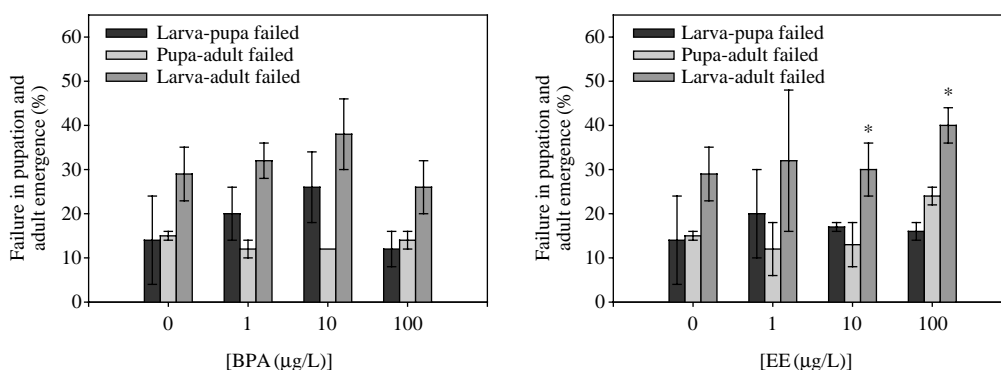 Larva-pupa failed
Pupa-adult failed
Larva-adult failed
Failure in pupation and
adult emergence (%)
60
50
40
30
20
10
0
0 1 10 100
[BPA (µg/L)]
Larva-pupa failed
Pupa-adult failed
Larva-adult failed
Failure in pupation and
adult emergence (%)
60
50
40
30
20
10
0
*
*
0 1 10 100
[EE (µg/L)]